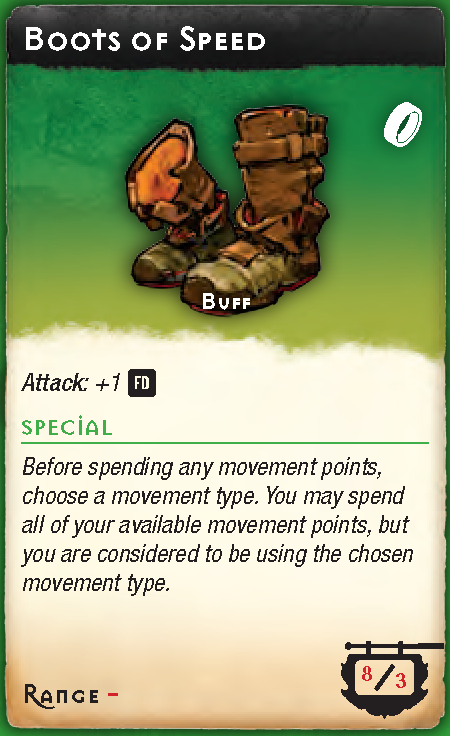 Boots of Speed
Buff
Attack: +1 FD
SPECIAL
Before spending any movement points,
choose a movement type. You may spend
all of your available movement points, but
you are considered to be using the chosen
movement type.
Range -
8/3